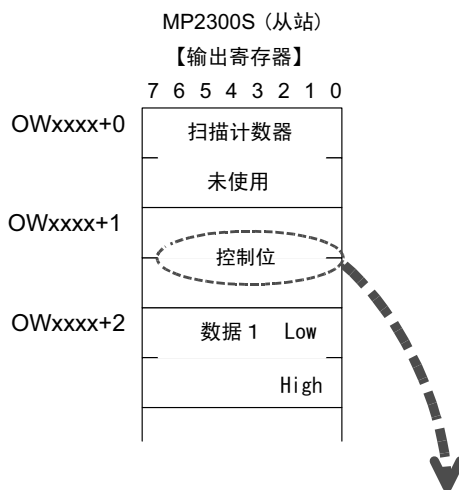 MP2300S（从站）
【输出寄存器】
7 6 5 4 3 2 1 0
OWxxxx+0 扫描计数器
未使用
OWxxxx+1
控制位
OWxxxx+2 数据 1 Low
High